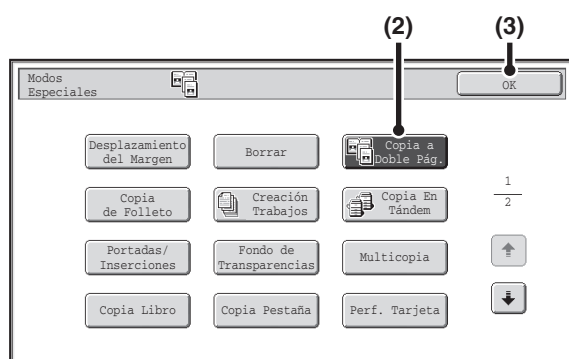 (2)
(3)
Modos
Especiales
OK
Desplazamiento
del Margen
Borrar
Copia a
Doble Pág.
Copia
de Folleto
Creación
Trabajos
Copia En
Tándem
1
2
Portadas/
Inserciones
Fondo de
Transparencias
Multicopia
Copia Libro
Copia Pestaña
Perf. Tarjeta